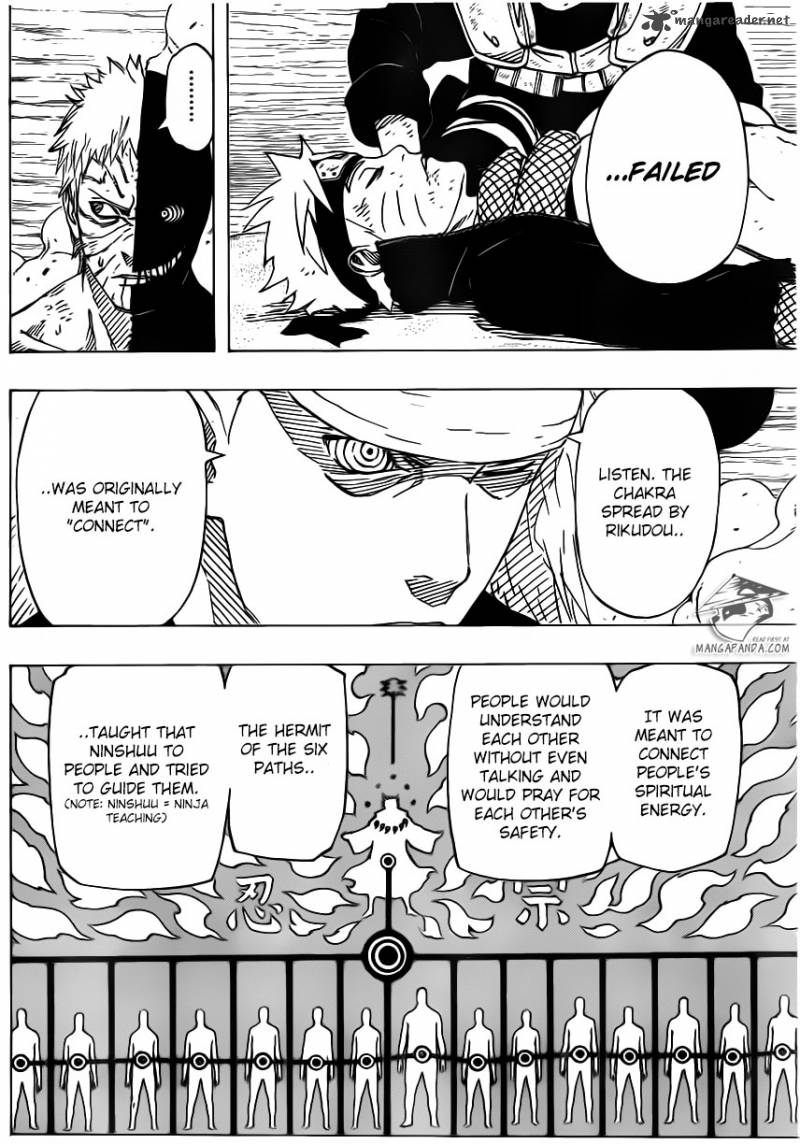 mangareader.net
...FAILED
.........
LISTEN. THE
CHAKRA
SPREAD BY
RIKUDOU..
..WAS ORIGINALLY
MEANT TO
"CONNECT".
READ FIRST AT
MANGAPANDA.COM
IT WAS
MEANT TO
CONNECT
PEOPLE'S
SPIRITUAL
ENERGY.
PEOPLE WOULD
UNDERSTAND
EACH OTHER
WITHOUT EVEN
TALKING AND
WOULD PRAY FOR
EACH OTHER'S
SAFETY.
THE HERMIT
OF THE SIX
PATHS..
..TAUGHT THAT
NINSHUU TO
PEOPLE AND TRIED
TO GUIDE THEM.
(NOTE: NINSHUU = NINJA
TEACHING)
忍 宗